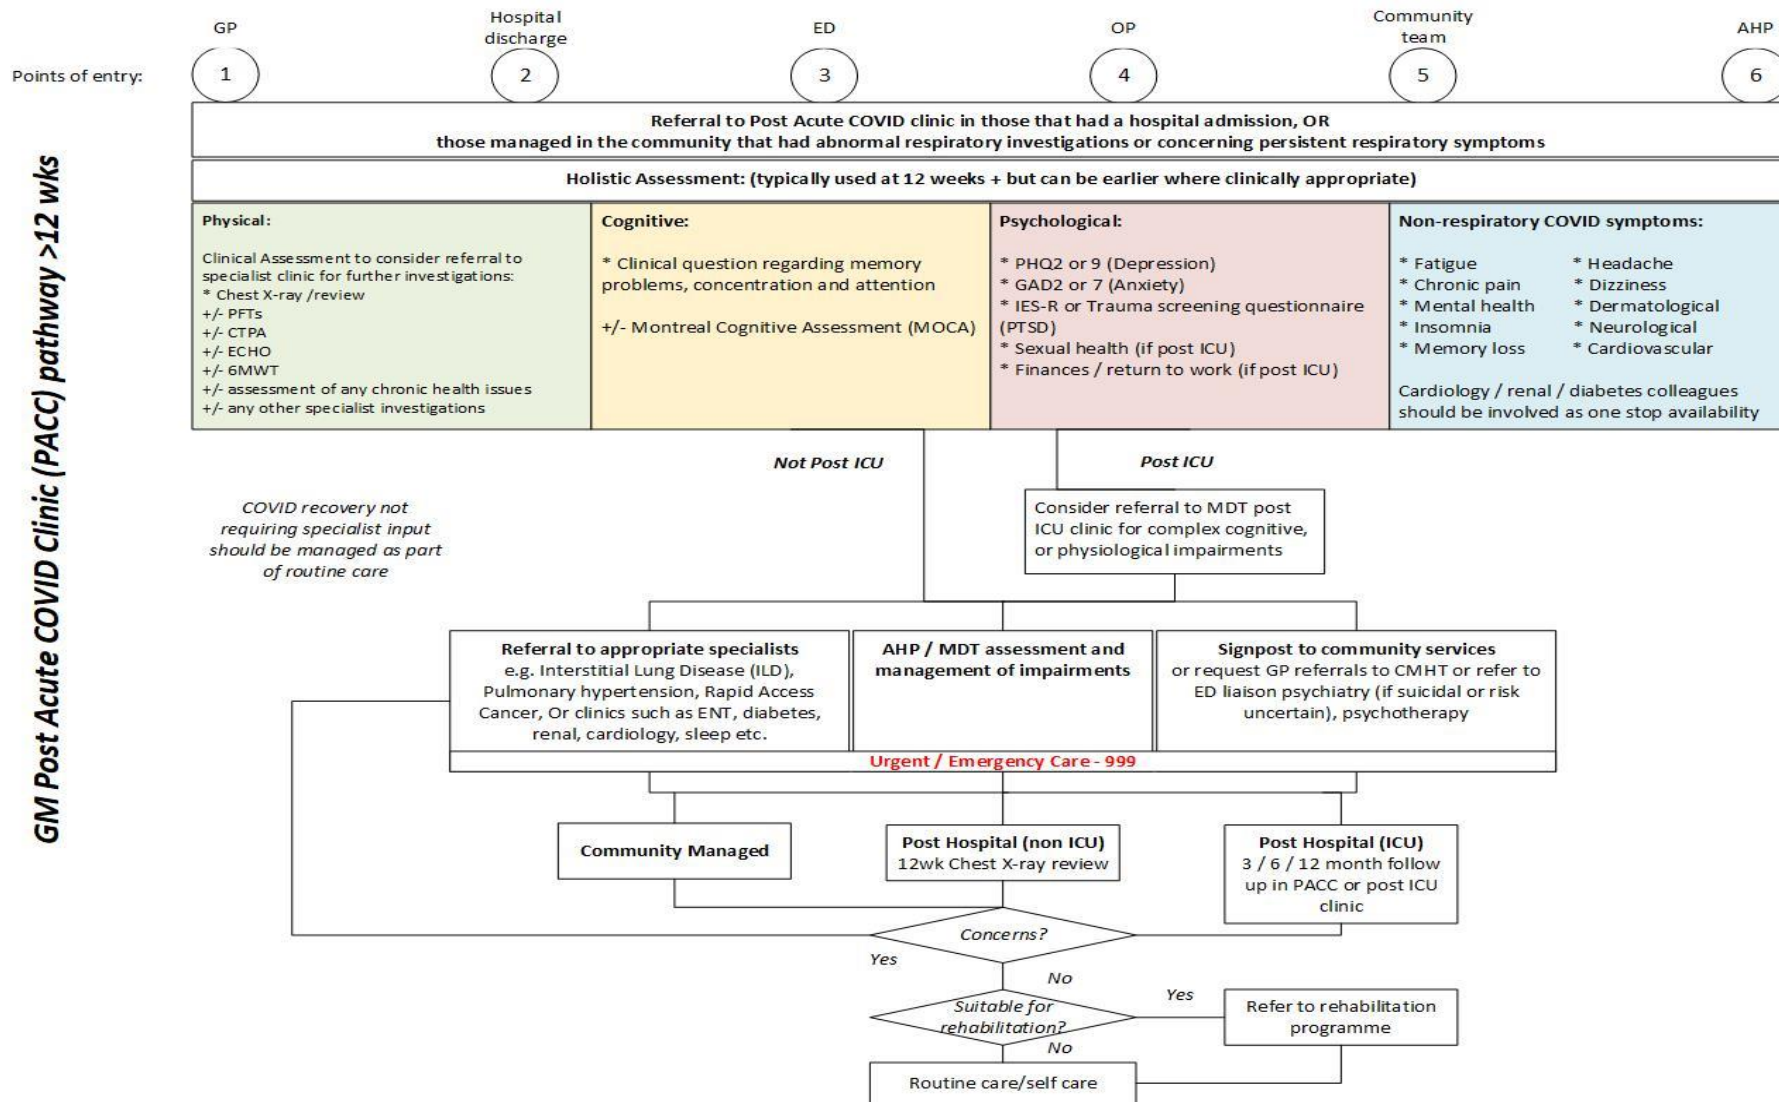 GM Post Acute COVID Clinic (PACC) pathway >12 wks
Points of entry:
GP
1
Hospital
discharge
2
ED
3
OP
4
Community
team
5
AHP
6
Referral to Post Acute COVID clinic in those that had a hospital admission, OR
those managed in the community that had abnormal respiratory investigations or concerning persistent respiratory symptoms
Holistic Assessment: (typically used at 12 weeks + but can be earlier where clinically appropriate)
Physical:
Clinical Assessment to consider referral to
specialist clinic for further investigations:
* Chest X-ray /review
+/- PFTs
+/- CTPA
+/- ECHO
+/- 6MWT
+/- assessment of any chronic health issues
+/- any other specialist investigations
Cognitive:
* Clinical question regarding memory
problems, concentration and attention
+/- Montreal Cognitive Assessment (MOCA)
Psychological:
* PHQ2 or 9 (Depression)
* GAD2 or 7 (Anxiety)
* IES-R or Trauma screening questionnaire
(PTSD)
* Sexual health (if post ICU)
* Finances / return to work (if post ICU)
Non-respiratory COVID symptoms:
* Fatigue
* Chronic pain
* Mental health
* Insomnia
* Memory loss
* Headache
* Dizziness
* Dermatological
* Neurological
* Cardiovascular
Cardiology / renal / diabetes colleagues
should be involved as one stop availability
Not Post ICU
Post ICU
COVID recovery not
requiring specialist input
should be managed as part
of routine care
Consider referral to MDT post
ICU clinic for complex cognitive,
or physiological impairments
Referral to appropriate specialists
e.g. Interstitial Lung Disease (ILD),
Pulmonary hypertension, Rapid Access
Cancer, Or clinics such as ENT, diabetes,
renal, cardiology, sleep etc.
AHP / MDT assessment and
management of impairments
Signpost to community services
or request GP referrals to CMHT or refer to
ED liaison psychiatry (if suicidal or risk
uncertain), psychotherapy
Urgent / Emergency Care - 999
Community Managed
Post Hospital (non ICU)
12wk Chest X-ray review
Post Hospital (ICU)
3 / 6 / 12 month follow
up in PACC or post ICU
clinic
Concerns?
Yes
No
Suitable for
rehabilitation?
Yes
No
Refer to rehabilitation
programme
Routine care/self care